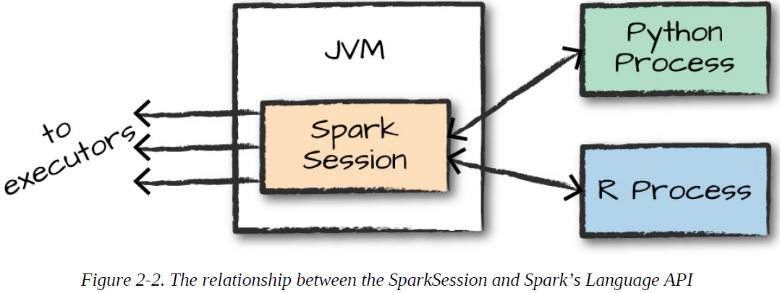 JVM
Python
Process
to
executors
Spark
Session
R Process
Figure 2-2. The relationship between the SparkSession and Spark’s Language API